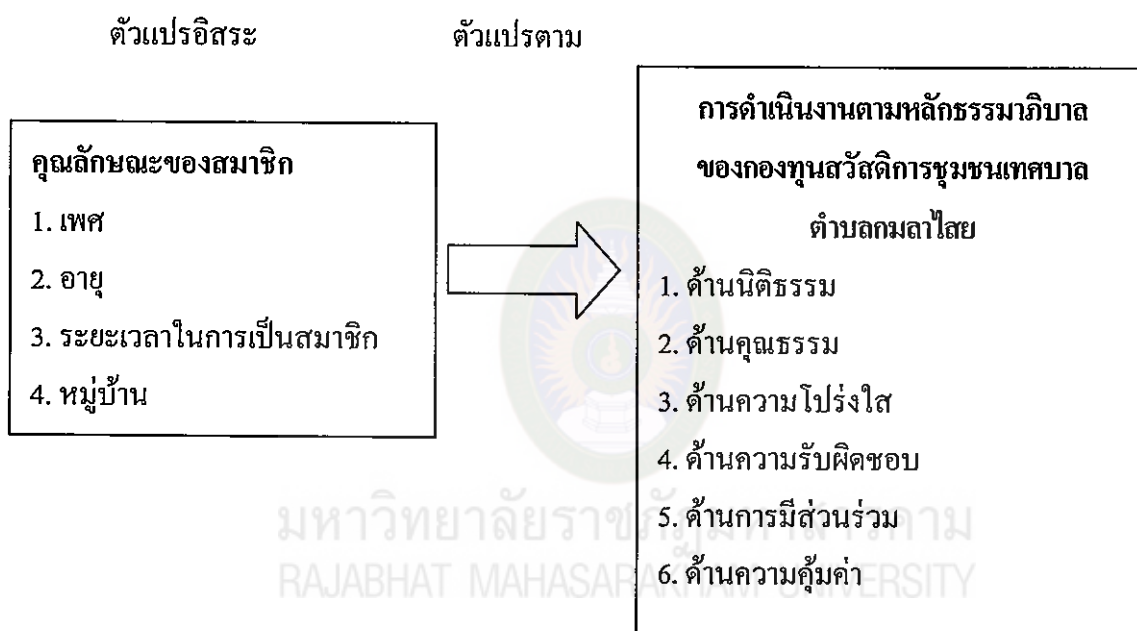 ตัวแปรอิสระ
ตัวแปรตาม
คุณลักษณะของสมาชิก
1. เพศ
2. อายุ
3. ระยะเวลาในการเป็นสมาชิก
4. หมู่บ้าน
การดำเนินงานตามหลักธรรมาภิบาล
ของกองทุนสวัสดิการชุมชนเทศบาล
ตำบลกมลาไสย
1. ด้านนิติธรรม
2. ด้านคุณธรรม
3. ด้านความโปร่งใส
4. ด้านความรับผิดชอบ
5. ด้านการมีส่วนร่วม
6. ด้านความคุ้มค่า
มหาวิทยาลัยราชภัฏมหาสารคาม
RAJABHAT MAHASARAKHAM UNIVERSITY